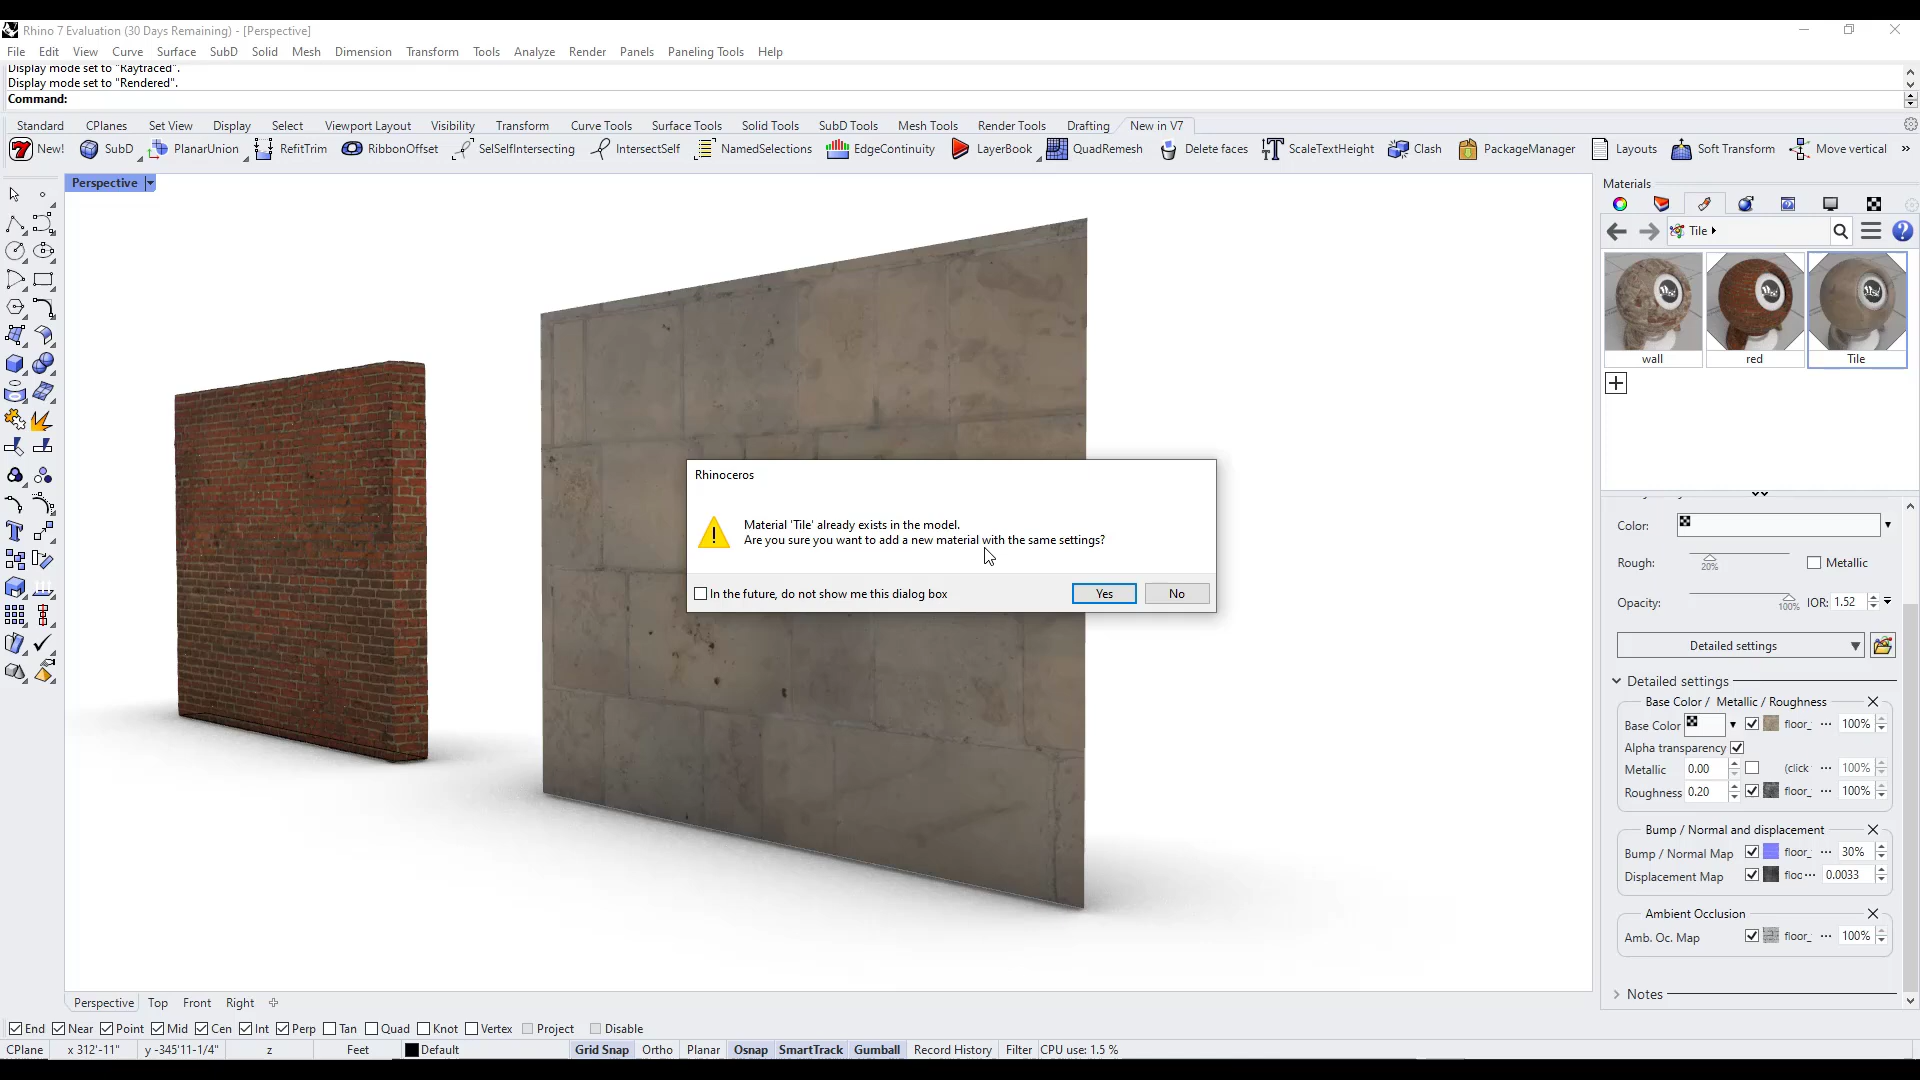 Rhino 7 Evaluation (30 Days Remaining) - [Perspective]
File Edit View Curve Surface SubD Solid Mesh Dimension Transform Tools Analyze Render Panels Paneling Tools Help
Display mode set to "Raytraced".
Display mode set to "Rendered".
Command:
Standard CPlanes Set View Display Select Viewport Layout Visibility Transform Curve Tools Surface Tools Solid Tools SubD Tools Mesh Tools Render Tools Drafting New in V7
7 New! SubD PlanarUnion RefitTrim RibbonOffset SelSelfIntersecting IntersectSelf NamedSelections EdgeContinuity LayerBook QuadRemesh Delete faces ScaleTextHeight Clash PackageManager Layouts Soft Transform Move vertical »
Perspective
Materials
Tile
wall red Tile
Rhinoceros
Material 'Tile' already exists in the model.
Are you sure you want to add a new material with the same settings?
In the future, do not show me this dialog box Yes No
Color:
Rough: 20% Metallic
Opacity: 100% IOR: 1.52
Detailed settings
Detailed settings
Base Color / Metallic / Roughness
Base Color floor_ ··· 100%
Alpha transparency
Metallic 0.00 (click ··· 100%
Roughness 0.20 floor_ ··· 100%
Bump / Normal and displacement
Bump / Normal Map floor_ ··· 30%
Displacement Map floc ··· 0.0033
Ambient Occlusion
Amb. Oc. Map floor_ ··· 100%
Notes
Perspective Top Front Right
End Near Point Mid Cen Int Perp Tan Quad Knot Vertex Project Disable
CPlane x 312'-11" y -345'11-1/4" z Feet Default Grid Snap Ortho Planar Osnap SmartTrack Gumball Record History Filter CPU use: 1.5 %